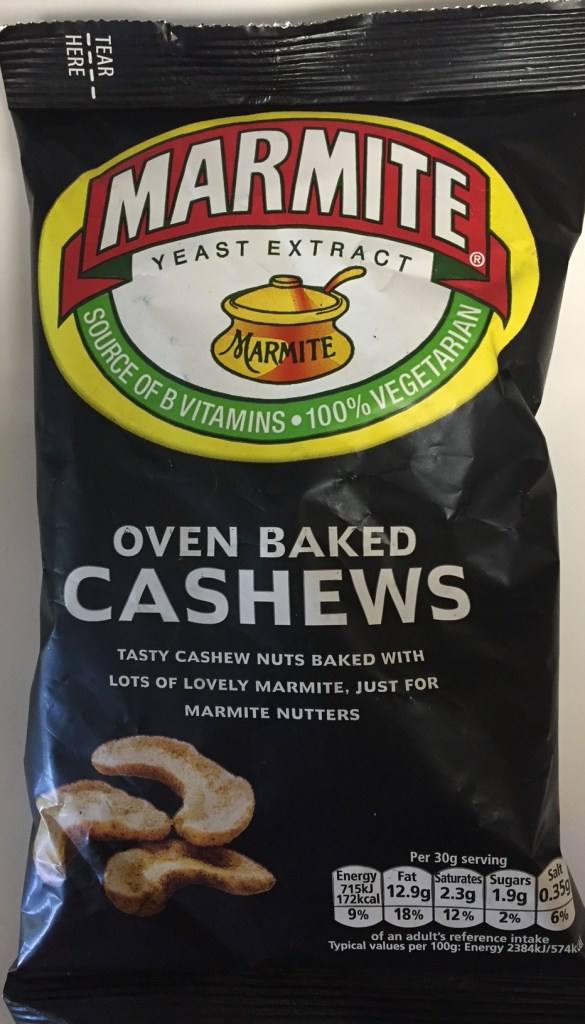 TEAR
HERE
MARMITE®
YEAST EXTRACT
MARMITE
SOURCE OF B VITAMINS • 100% VEGETARIAN
OVEN BAKED
CASHEWS
TASTY CASHEW NUTS BAKED WITH
LOTS OF LOVELY MARMITE, JUST FOR
MARMITE NUTTERS
Per 30g serving
Energy Fat Saturates Sugars Salt
715kJ
172kcal 12.9g 2.3g 1.9g 0.35g
9% 18% 12% 2% 6%
of an adult's reference intake
Typical values per 100g: Energy 2384kJ/574k